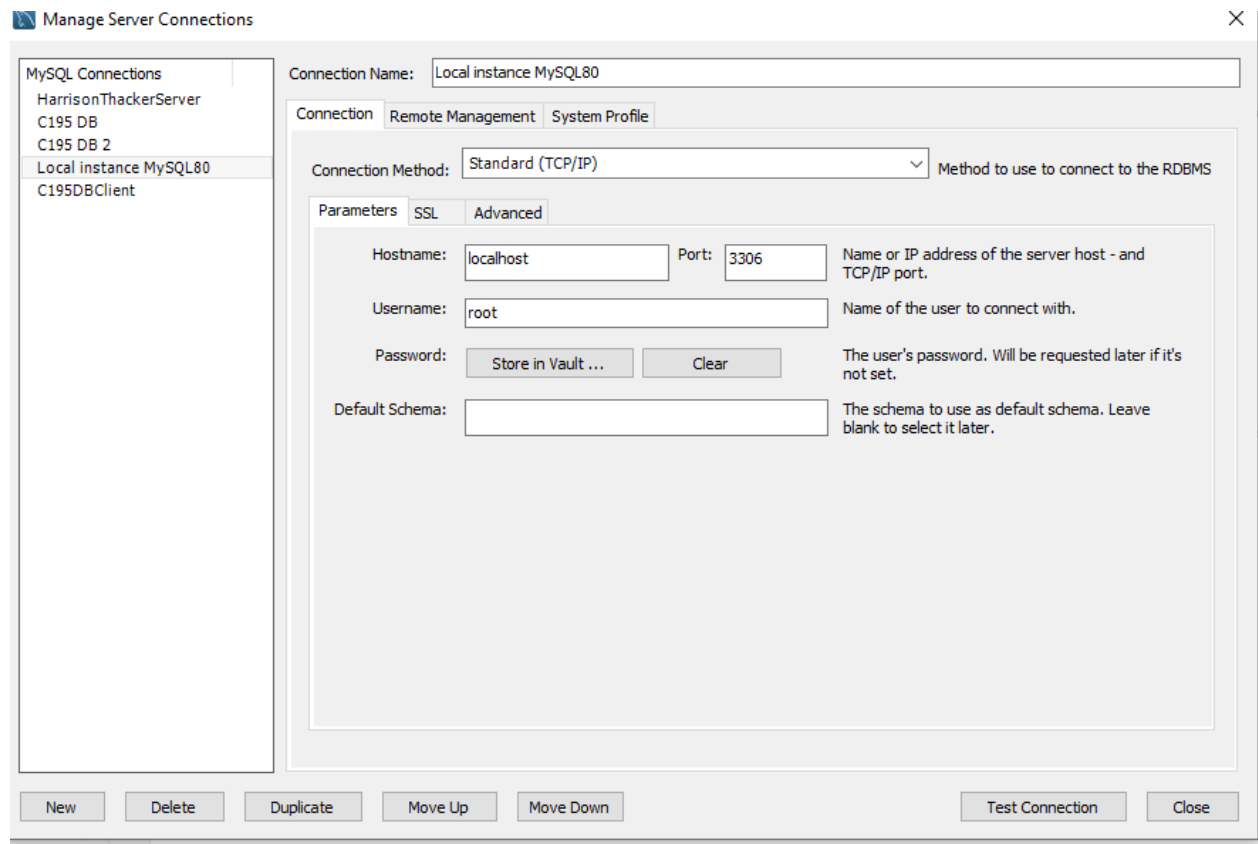 Manage Server Connections
MySQL Connections
HarrisonThackerServer
C195 DB
C195 DB 2
Local instance MySQL80
C195DBClient
Connection Name: Local instance MySQL80
Connection Remote Management System Profile
Connection Method: Standard (TCP/IP) Method to use to connect to the RDBMS
Parameters SSL Advanced
Hostname: localhost Port: 3306 Name or IP address of the server host - and
TCP/IP port.
Username: root Name of the user to connect with.
Password: Store in Vault ... Clear The user's password. Will be requested later if it's
not set.
Default Schema: The schema to use as default schema. Leave
blank to select it later.
New Delete Duplicate Move Up Move Down Test Connection Close